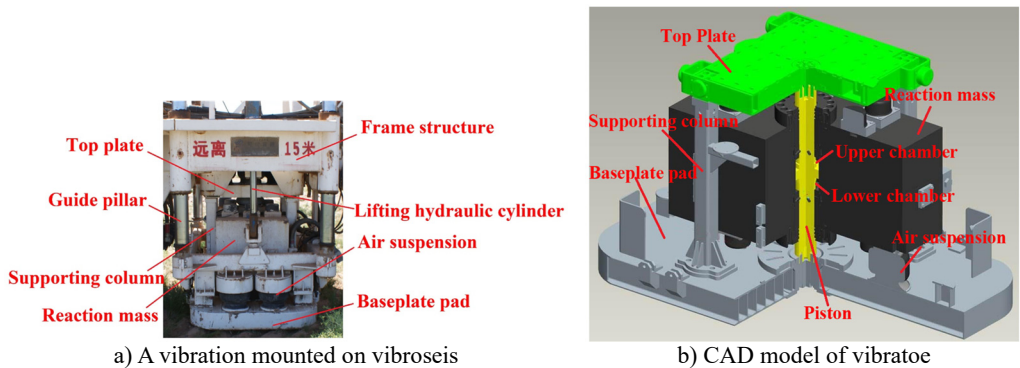 Top plate
Guide pillar
Supporting column
Reaction mass
Frame structure
Lifting hydraulic cylinder
Air suspension
Baseplate pad
远离 15米
a) A vibration mounted on vibroseis
Top Plate
Supporting column
Baseplate pad
Reaction mass
Upper chamber
Lower chamber
Air suspension
Piston
b) CAD model of vibratoe